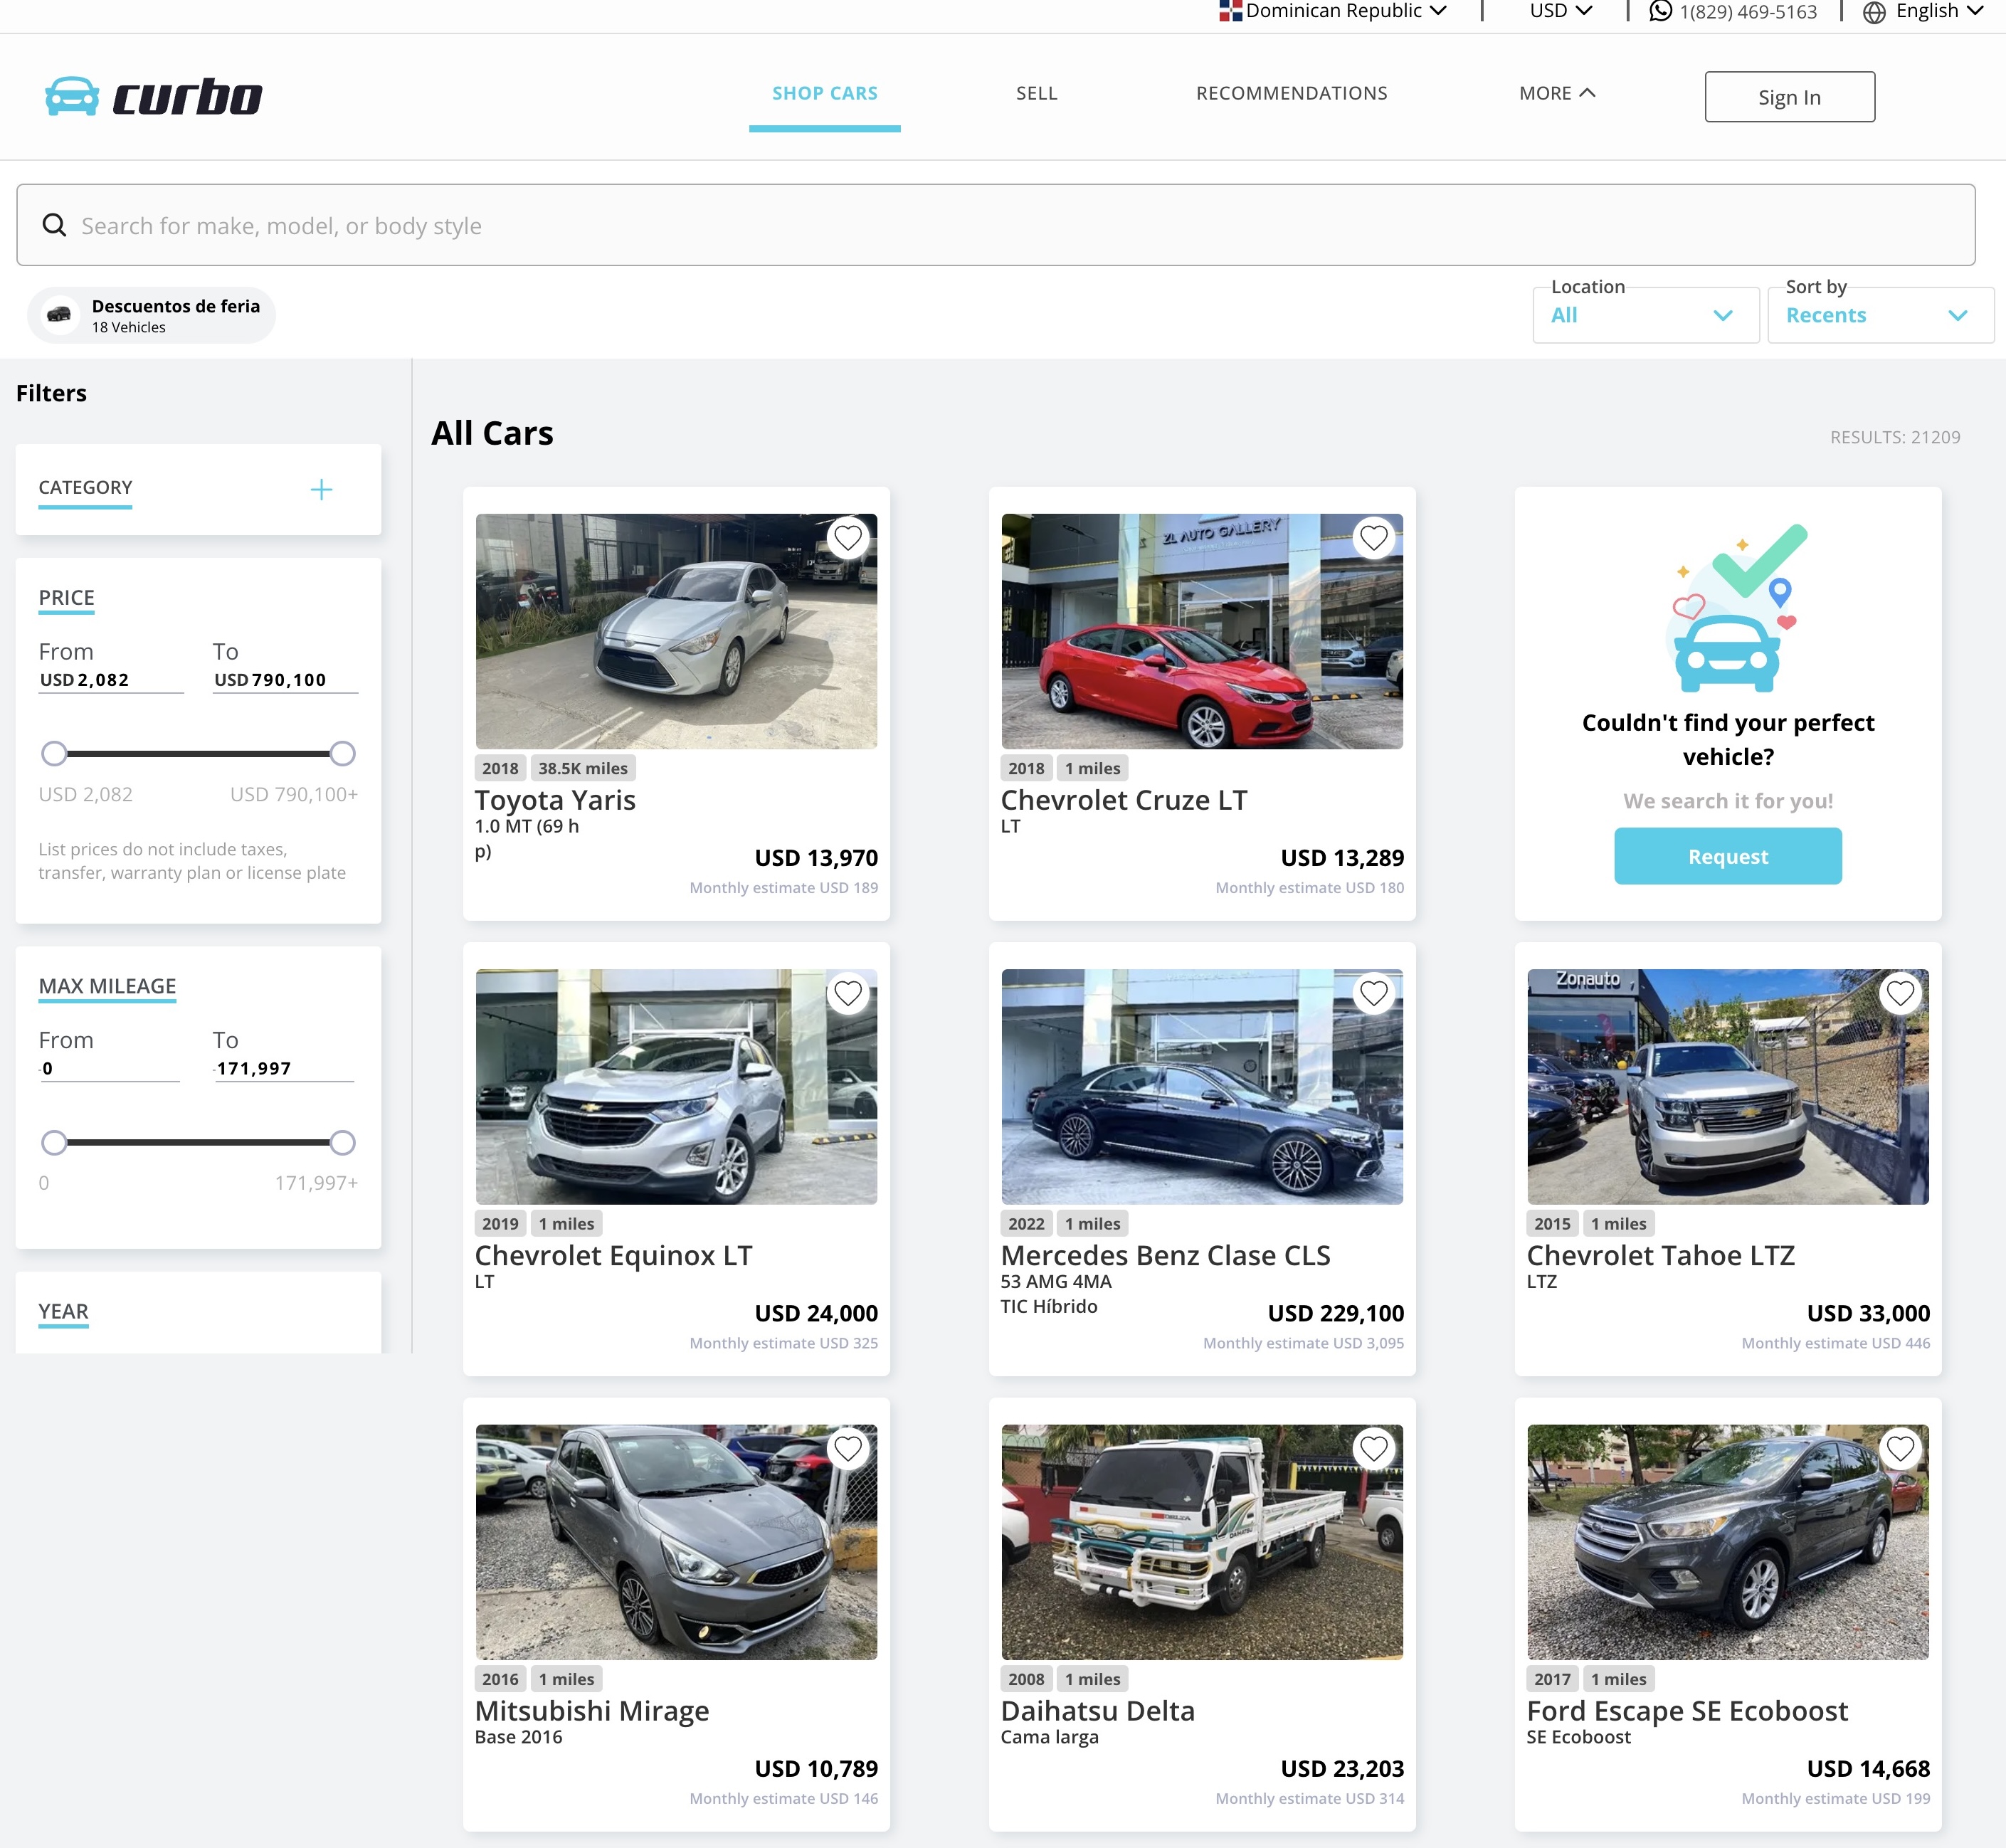 Dominican Republic
USD
1(829) 469-5163
English
curbo
SHOP CARS
SELL
RECOMMENDATIONS
MORE
Sign In
Search for make, model, or body style
Descuentos de feria
18 Vehicles
Location
All
Sort by
Recents
Filters
All Cars
RESULTS: 21209
CATEGORY
PRICE
From
To
USD 2,082
USD 790,100
USD 2,082
USD 790,100+
List prices do not include taxes,
transfer, warranty plan or license plate
MAX MILEAGE
From
To
-0
-171,997
0
171,997+
YEAR
2018
38.5K miles
Toyota Yaris
1.0 MT (69 h
p)
USD 13,970
Monthly estimate USD 189
ZL AUTO GALLERY
2018
1 miles
Chevrolet Cruze LT
LT
USD 13,289
Monthly estimate USD 180
Couldn't find your perfect
vehicle?
We search it for you!
Request
2019
1 miles
Chevrolet Equinox LT
LT
USD 24,000
Monthly estimate USD 325
2022
1 miles
Mercedes Benz Clase CLS
53 AMG 4MA
TIC Híbrido
USD 229,100
Monthly estimate USD 3,095
Zonauto
2015
1 miles
Chevrolet Tahoe LTZ
LTZ
USD 33,000
Monthly estimate USD 446
2016
1 miles
Mitsubishi Mirage
Base 2016
USD 10,789
Monthly estimate USD 146
DELTA
DAIHATSU
2008
1 miles
Daihatsu Delta
Cama larga
USD 23,203
Monthly estimate USD 314
2017
1 miles
Ford Escape SE Ecoboost
SE Ecoboost
USD 14,668
Monthly estimate USD 199